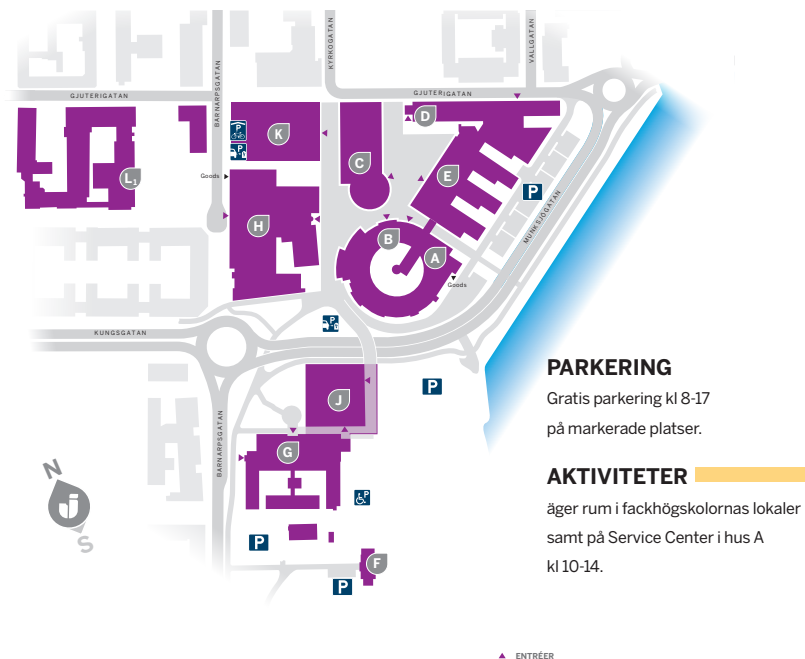 KYRKOGATAN
VALLGATAN
BARNARPSGATAN
GJUTERIGATAN
GJUTERIGATAN
D
P
K
P
C
E
L1
Goods
P
MUNKSJÖGATAN
H
B
A
Goods
P
KUNGSGATAN
J
P
BARNARPSGATAN
G
N
S
P
P
F
P
PARKERING
Gratis parkering kl 8-17
på markerade platser.
AKTIVITETER
äger rum i fackhögskolornas lokaler
samt på Service Center i hus A
kl 10-14.
ENTRÉER